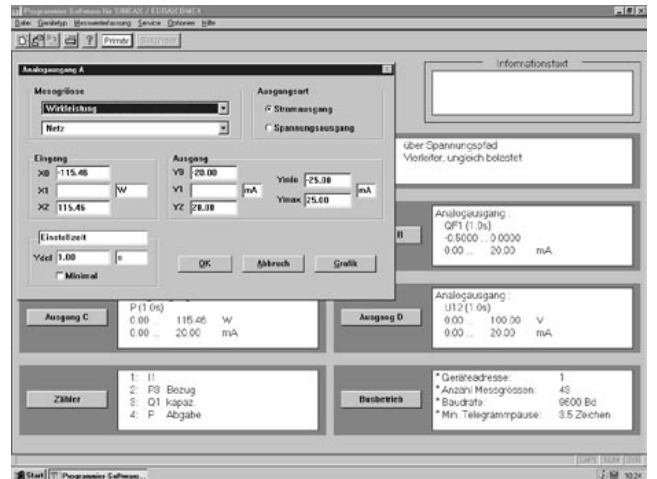 Programmier Software für SINEAX / EURAX DME4
Datei Gerätetyp Messwerterfassung Service Optionen Hilfe
Primär
Informationstext
Analogausgang A
Messgrösse
Wirkleistung
Netz
Ausgangsart
Stromausgang
Spannungsausgang
über Spannungspfad
Vierleiter, ungleich belastet
Eingang
X0 -115.46
X1 W
X2 115.46
Ausgang
Y0 -20.00
Y1 mA
Y2 20.00
Ymin -25.00
Ymax 25.00 mA
Einstellzeit
Ydel 1.00 s
Minimal
OK Abbruch Grafik
Analogausgang :
QF1 (1.0s)
-0.5000 ... 0.0000
0.00 ... 20.00 mA
Ausgang C
P (1.0s)
0.00 ... 115.46 W
0.00 ... 20.00 mA
Ausgang D
Analogausgang :
U12 (1.0s)
0.00 ... 100.00 V
0.00 ... 20.00 mA
Zähler
1: I1
2: P3 Bezug
3: Q1 kapaz.
4: P Abgabe
Busbetrieb
* Geräteadresse: 1
* Anzahl Messgrössen: 43
* Baudrate: 9600 Bd
* Min. Telegrammpause: 3.5 Zeichen
CAPS NUM
Start Programmier Software...
10:24